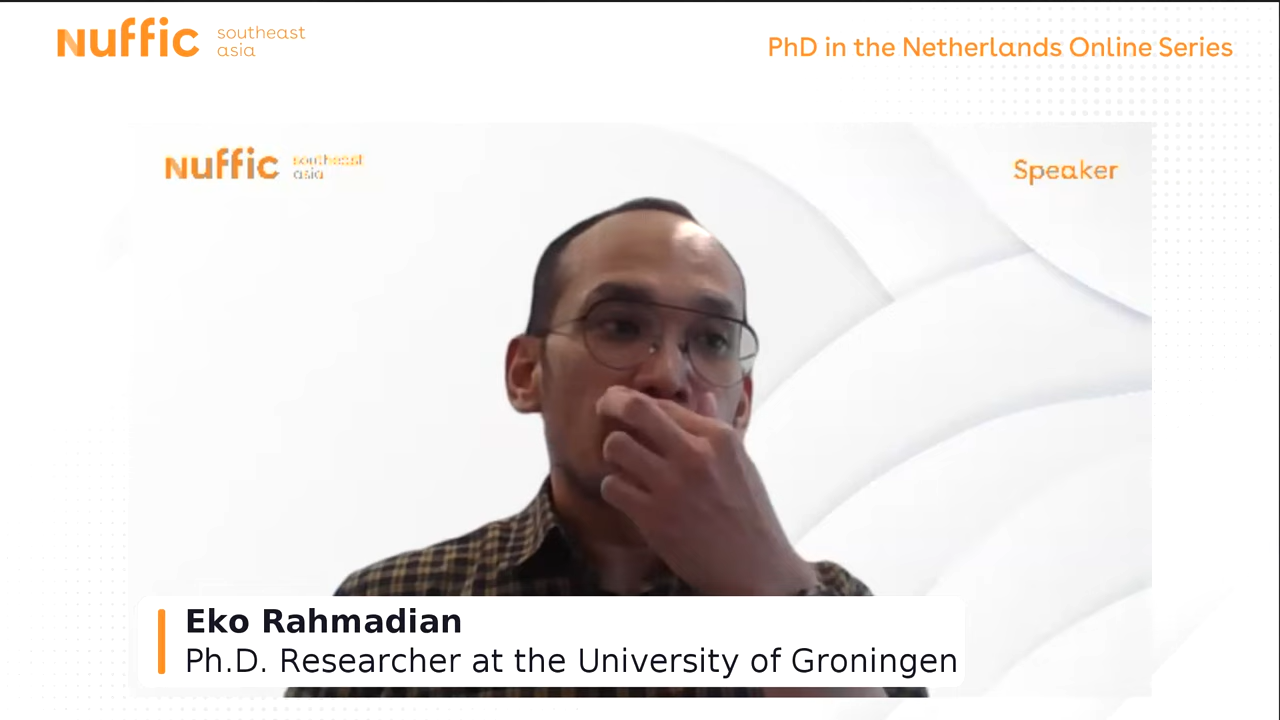 Nuffic southeast asia
PhD in the Netherlands Online Series
Nuffic southeast asia
Speaker
Eko Rahmadian
Ph.D. Researcher at the University of Groningen